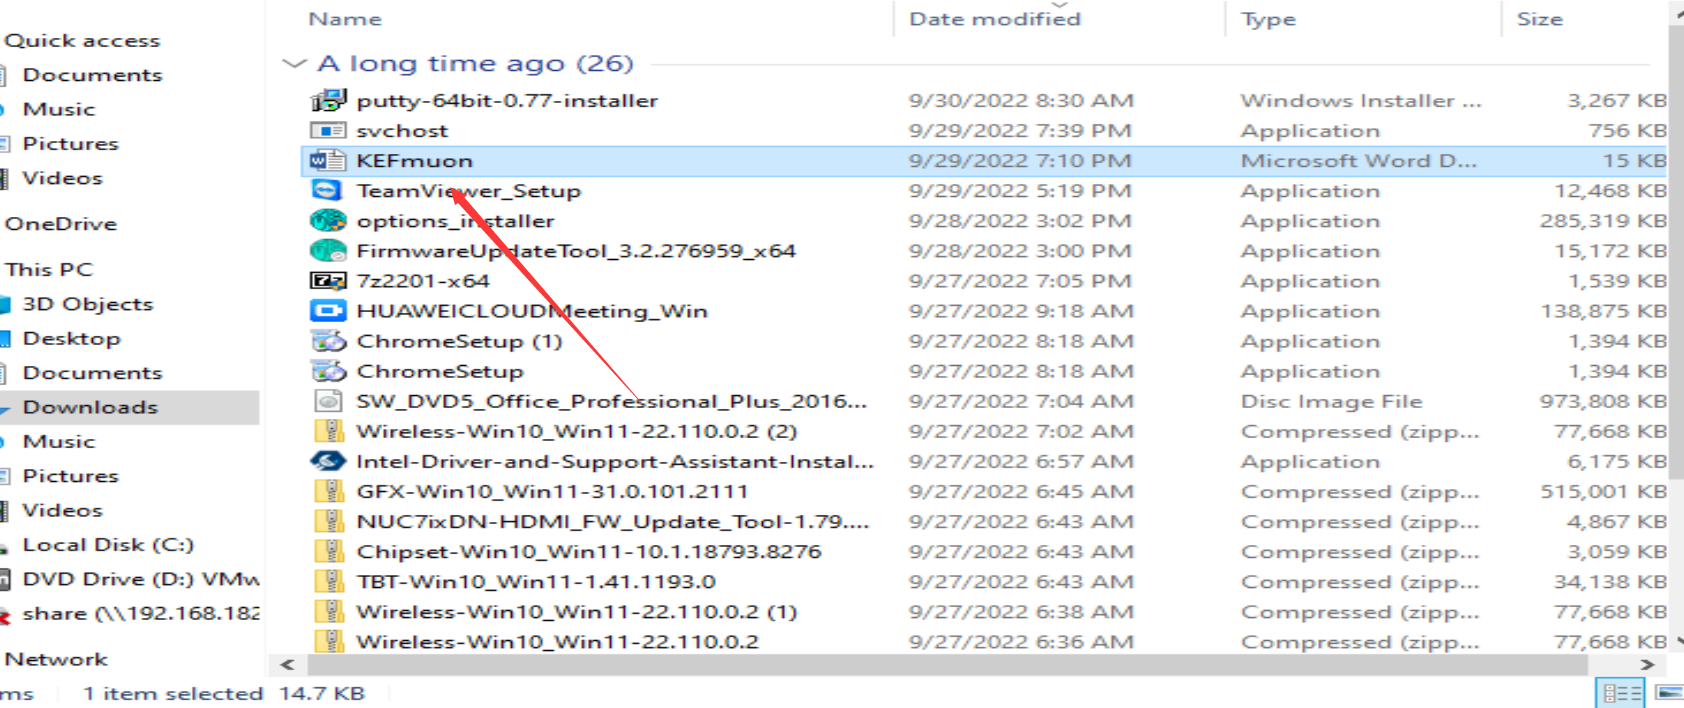 Name Date modified Type Size
Quick access
Documents
Music
Pictures
Videos
OneDrive
This PC
3D Objects
Desktop
Documents
Downloads
Music
Pictures
Videos
Local Disk (C:)
DVD Drive (D:) VMw
share (\\192.168.182
Network
A long time ago (26)
putty-64bit-0.77-installer 9/30/2022 8:30 AM Windows Installer ... 3,267 KB
svchost 9/29/2022 7:39 PM Application 756 KB
KEFmuon 9/29/2022 7:10 PM Microsoft Word D... 15 KB
TeamViewer_Setup 9/29/2022 5:19 PM Application 12,468 KB
options_installer 9/28/2022 3:02 PM Application 285,319 KB
FirmwareUpdateTool_3.2.276959_x64 9/28/2022 3:00 PM Application 15,172 KB
7z2201-x64 9/27/2022 7:05 PM Application 1,539 KB
HUAWEICLOUDMeeting_Win 9/27/2022 9:18 AM Application 138,875 KB
ChromeSetup (1) 9/27/2022 8:18 AM Application 1,394 KB
ChromeSetup 9/27/2022 8:18 AM Application 1,394 KB
SW_DVD5_Office_Professional_Plus_2016... 9/27/2022 7:04 AM Disc Image File 973,808 KB
Wireless-Win10_Win11-22.110.0.2 (2) 9/27/2022 7:02 AM Compressed (zipp... 77,668 KB
Intel-Driver-and-Support-Assistant-Instal... 9/27/2022 6:57 AM Application 6,175 KB
GFX-Win10_Win11-31.0.101.2111 9/27/2022 6:45 AM Compressed (zipp... 515,001 KB
NUC7ixDN-HDMI_FW_Update_Tool-1.79.... 9/27/2022 6:43 AM Compressed (zipp... 4,867 KB
Chipset-Win10_Win11-10.1.18793.8276 9/27/2022 6:43 AM Compressed (zipp... 3,059 KB
TBT-Win10_Win11-1.41.1193.0 9/27/2022 6:43 AM Compressed (zipp... 34,138 KB
Wireless-Win10_Win11-22.110.0.2 (1) 9/27/2022 6:38 AM Compressed (zipp... 77,668 KB
Wireless-Win10_Win11-22.110.0.2 9/27/2022 6:36 AM Compressed (zipp... 77,668 KB
ms 1 item selected 14.7 KB